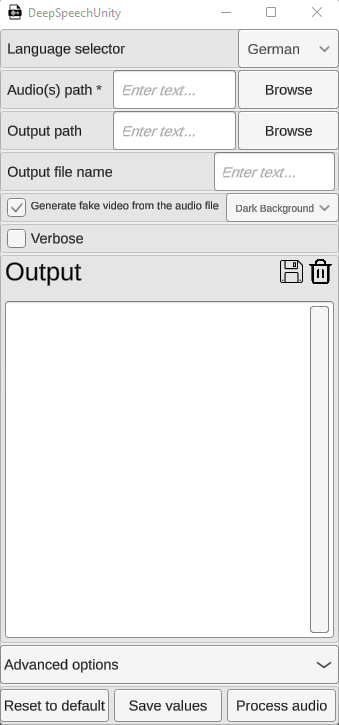 DeepSpeechUnity
Language selector German
Audio(s) path * Enter text... Browse
Output path Enter text... Browse
Output file name Enter text...
Generate fake video from the audio file Dark Background
Verbose
Output
Advanced options
Reset to default Save values Process audio